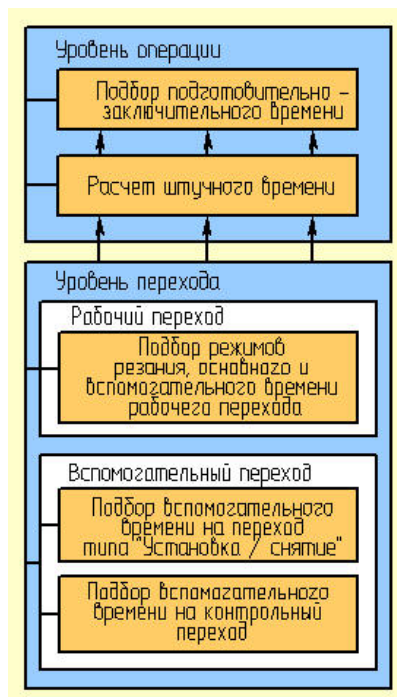 Уровень операции
Подбор подготовительно -
заключительного времени
Расчет штучного времени
Уровень перехода
Рабочий переход
Подбор режимов
резания, основного и
вспомогательного времени
рабочего перехода
Вспомогательный переход
Подбор вспомогательного
времени на переход
типа "Установка / снятие"
Подбор вспомогательного
времени на контрольный
переход